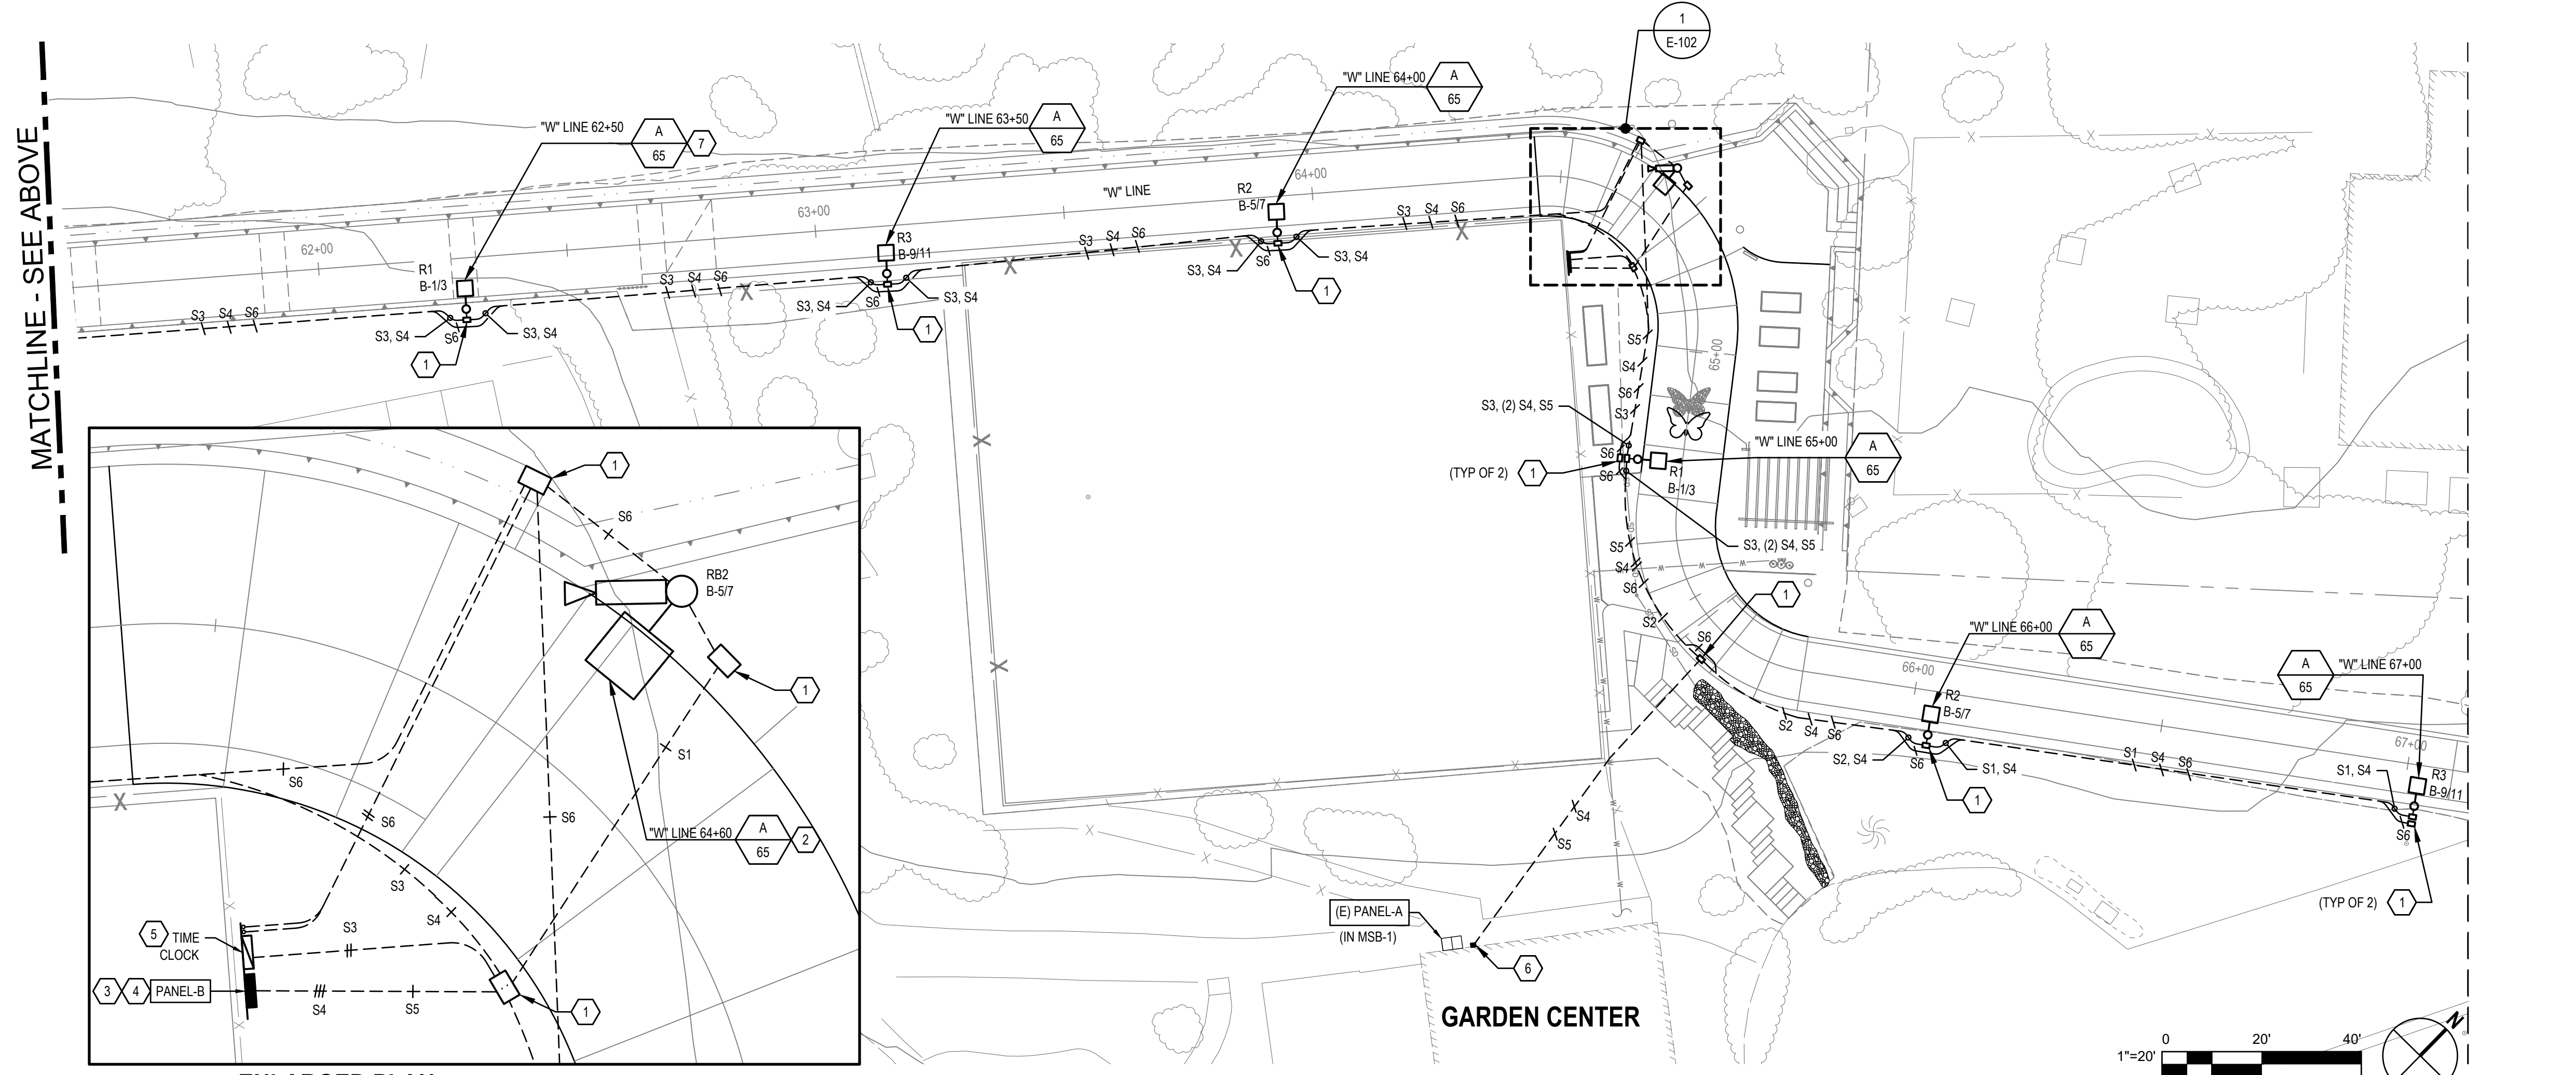 1
E-102
"W" LINE 64+00
A
65
"W" LINE 63+50
A
65
"W" LINE 62+50
A
65
7
MATCHLINE - SEE ABOVE
"W" LINE
64+00
63+00
62+00
R2
B-5/7
R3
B-9/11
R1
B-1/3
S3
S4
S6
S3
S4
S6
S3
S4
S6
S3
S4
S6
S3, S4
S6
S3, S4
1
S3, S4
S6
S3, S4
1
S3, S4
S6
S3, S4
1
S5
S4
S6
S3
65+00
S3, (2) S4, S5
"W" LINE 65+00
A
65
S6
S6
(TYP OF 2)
1
R1
B-1/3
S3, (2) S4, S5
S5
S4
S6
S2
SD
SD
1
S6
"W" LINE 66+00
A
65
66+00
R2
B-5/7
A
65
"W" LINE 67+00
67+00
R3
B-9/11
S2
S4
S6
S2, S4
S6
S1, S4
1
S1
S4
S6
S1, S4
S6
(TYP OF 2)
1
S4
S5
(E) PANEL-A
(IN MSB-1)
6
GARDEN CENTER
1
S6
RB2
B-5/7
1
S1
S6
S6
S6
"W" LINE 64+60
A
65
2
S3
S4
S3
5
TIME
CLOCK
3
4
PANEL-B
S4
S5
1
0
20'
40'
1"=20'
N